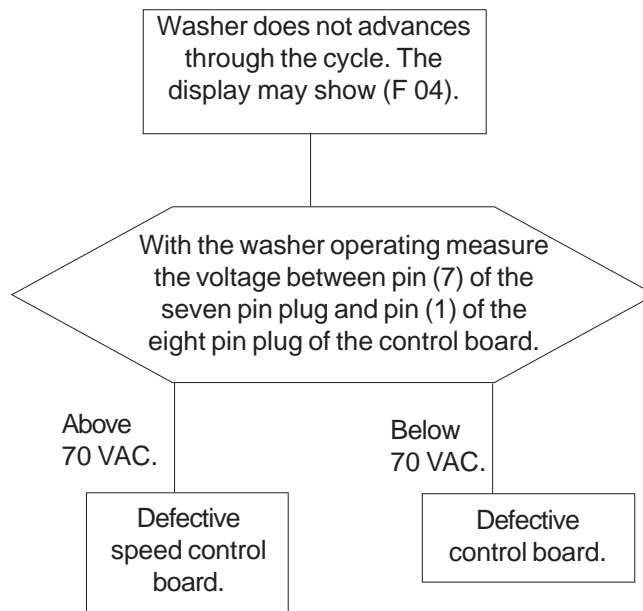 Washer does not advances
through the cycle. The
display may show (F 04).
With the washer operating measure
the voltage between pin (7) of the
seven pin plug and pin (1) of the
eight pin plug of the control board.
Above
70 VAC.
Below
70 VAC.
Defective
speed control
board.
Defective
control board.